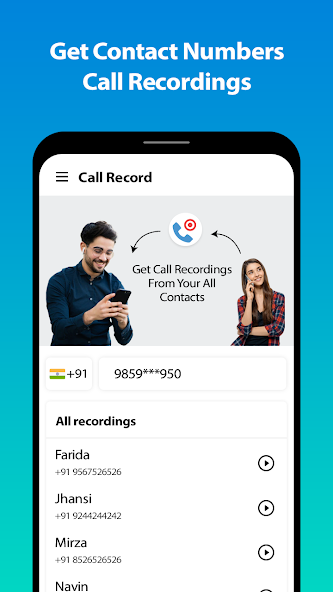 Get Contact Numbers
Call Recordings
Call Record
Get Call Recordings
From Your All
Contacts
+91
9859***950
All recordings
Farida
+91 9567526526
Jhansi
+91 9244244242
Mirza
+91 8526526526
Navin